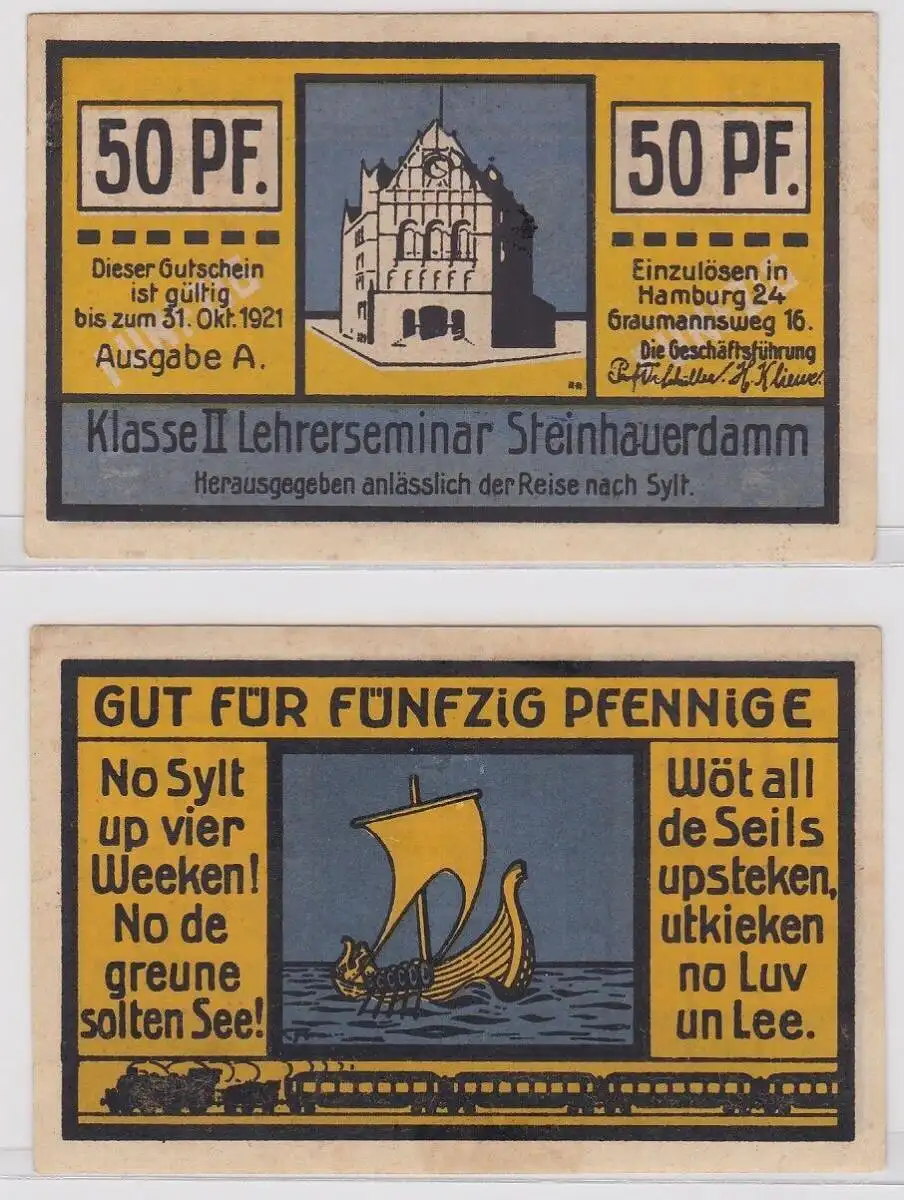 50 PF.
Dieser Gutschein
ist gültig
bis zum 31. Okt. 1921
Ausgabe A.
50 PF.
Einzulösen in
Hamburg 24
Graumannsweg 16.
Die Geschäftsführung
H. Kliewe.
Klasse II Lehrerseminar Steinhauerdamm
Herausgegeben anlässlich der Reise nach Sylt.
GUT FÜR FÜNFZiG PFENNiGE
No Sylt
up vier
Weeken!
No de
greune
solten See!
Wöt all
de Seils
upsteken,
utkieken
no Luv
un Lee.